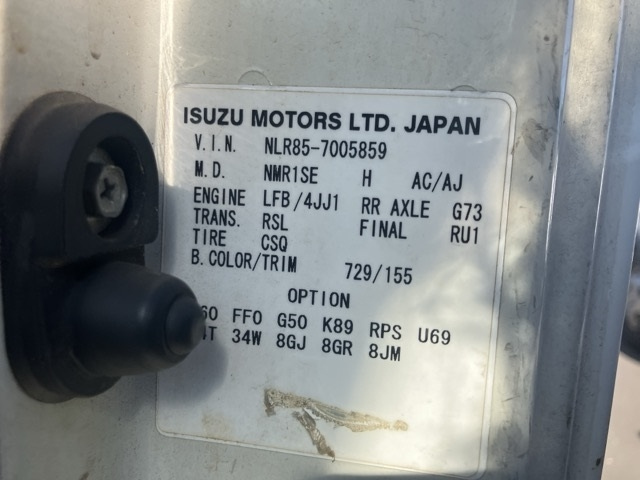 ISUZU MOTORS LTD. JAPAN
V.I.N. NLR85-7005859
M.D. NMR1SE H AC/AJ
ENGINE LFB/4JJ1 RR AXLE G73
TRANS. RSL FINAL RU1
TIRE CSQ
B.COLOR/TRIM 729/155
OPTION
FF0 G50 K89 RPS U69
34W 8GJ 8GR 8JM